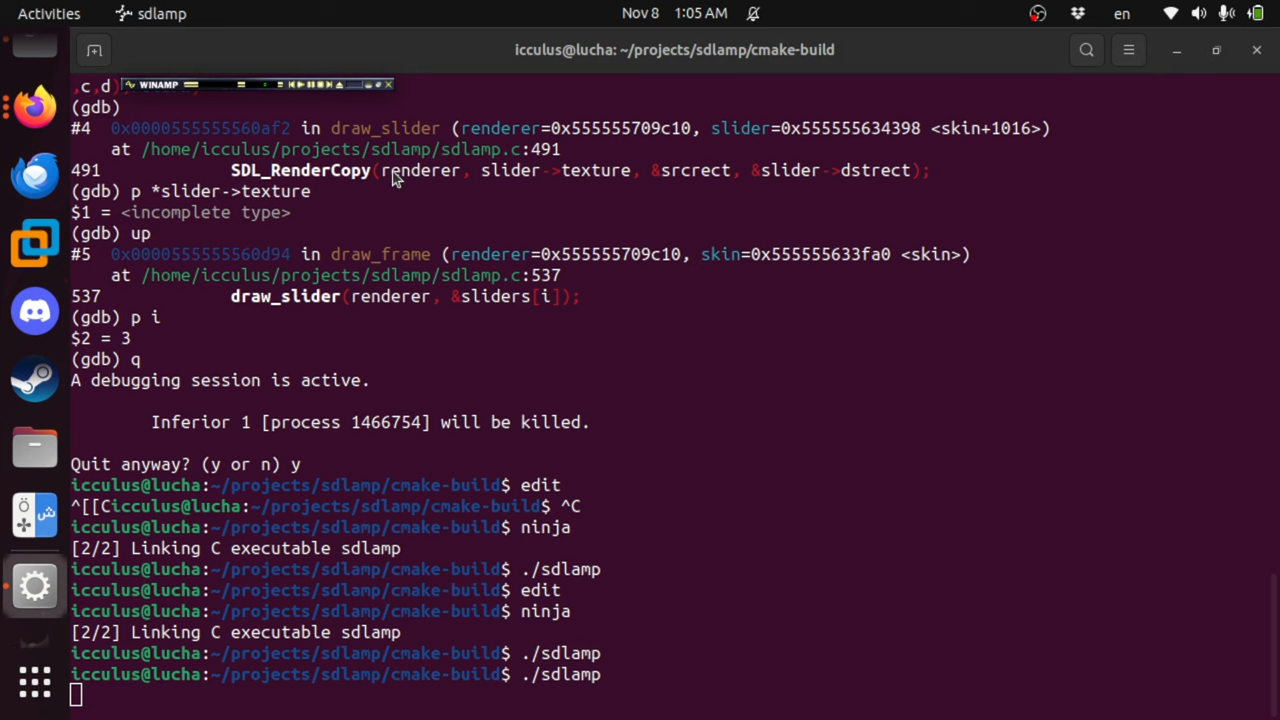 Activities
sdlamp
Nov 8 1:05 AM
en
icculus@lucha: ~/projects/sdlamp/cmake-build
,c,d)
WINAMP
(gdb)
#4 0x0000555555560af2 in draw_slider (renderer=0x555555709c10, slider=0x555555634398 <skin+1016>)
at /home/icculus/projects/sdlamp/sdlamp.c:491
491 SDL_RenderCopy(renderer, slider->texture, &srcrect, &slider->dstrect);
(gdb) p *slider->texture
$1 = <incomplete type>
(gdb) up
#5 0x0000555555560d94 in draw_frame (renderer=0x555555709c10, skin=0x555555633fa0 <skin>)
at /home/icculus/projects/sdlamp/sdlamp.c:537
537 draw_slider(renderer, &sliders[i]);
(gdb) p i
$2 = 3
(gdb) q
A debugging session is active.
Inferior 1 [process 1466754] will be killed.
Quit anyway? (y or n) y
icculus@lucha:~/projects/sdlamp/cmake-build$ edit
^[[Cicculus@lucha:~/projects/sdlamp/cmake-build$ ^C
icculus@lucha:~/projects/sdlamp/cmake-build$ ninja
[2/2] Linking C executable sdlamp
icculus@lucha:~/projects/sdlamp/cmake-build$ ./sdlamp
icculus@lucha:~/projects/sdlamp/cmake-build$ edit
icculus@lucha:~/projects/sdlamp/cmake-build$ ninja
[2/2] Linking C executable sdlamp
icculus@lucha:~/projects/sdlamp/cmake-build$ ./sdlamp
icculus@lucha:~/projects/sdlamp/cmake-build$ ./sdlamp